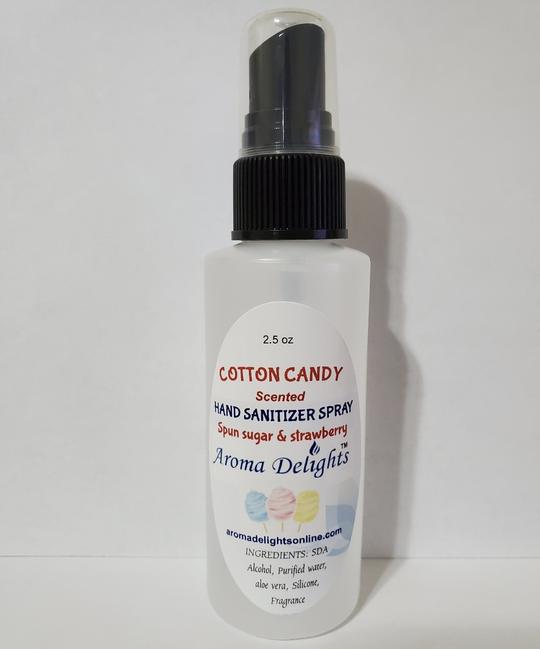 2.5 oz
COTTON CANDY
Scented
HAND SANITIZER SPRAY
Spun sugar & strawberry
Aroma Delights™
aromadelightsonline.com
INGREDIENTS: SDA
Alcohol, Purified water,
aloe vera, Silicone,
Fragrance